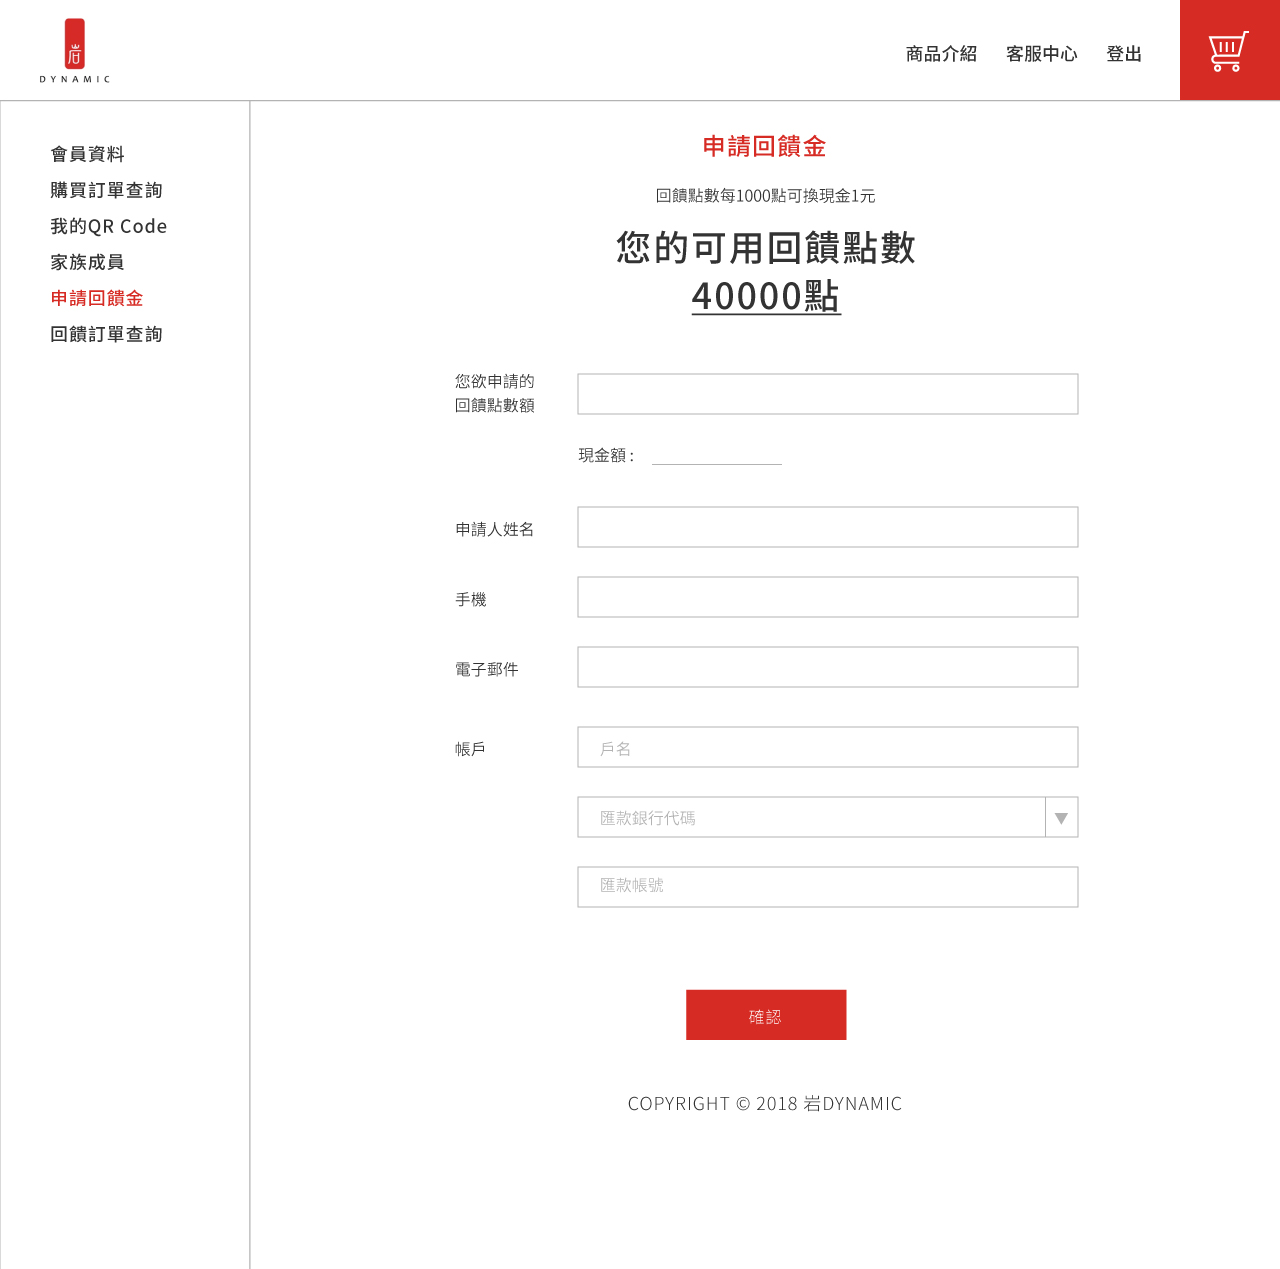 岩
DYNAMIC
商品介紹
客服中心
登出
會員資料
購買訂單查詢
我的QR Code
家族成員
申請回饋金
回饋訂單查詢
申請回饋金
回饋點數每1000點可換現金1元
您的可用回饋點數
40000點
您欲申請的
回饋點數額
現金額 :
申請人姓名
手機
電子郵件
帳戶
戶名
匯款銀行代碼
匯款帳號
確認
COPYRIGHT © 2018 岩DYNAMIC